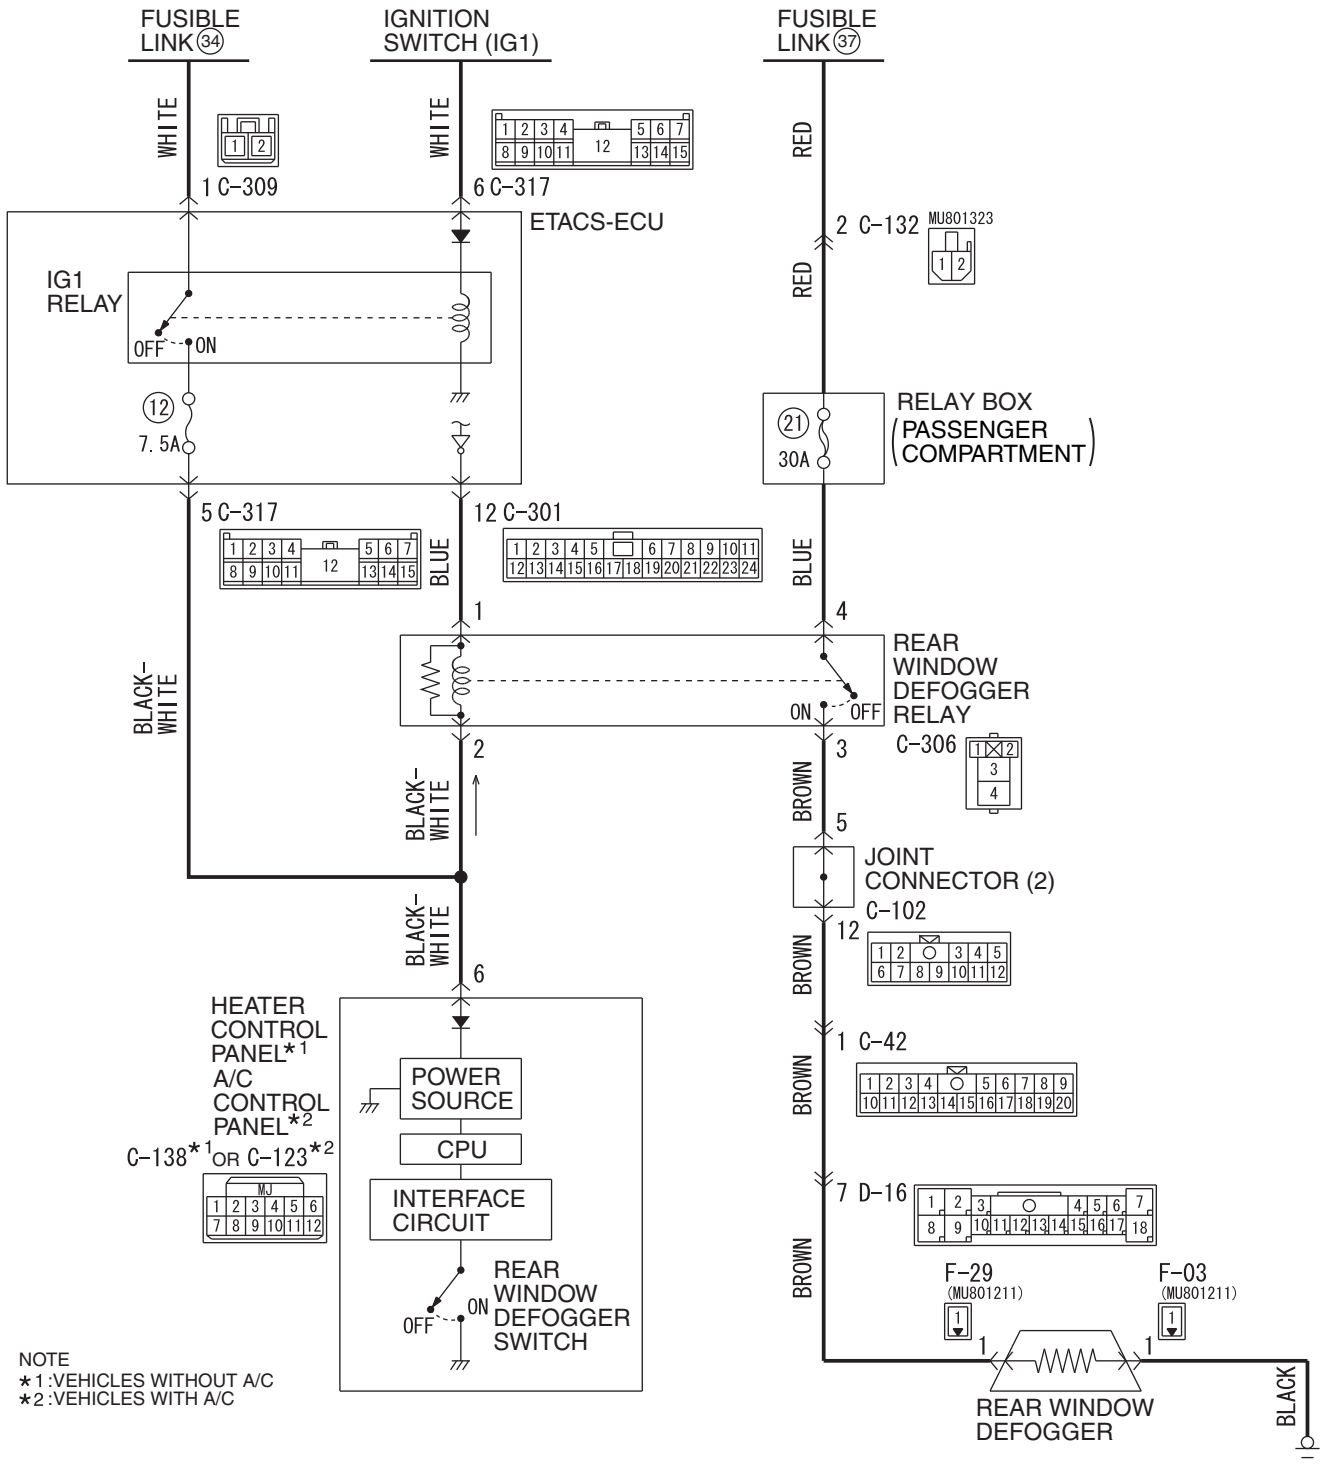 FUSIBLE
LINK 34
IGNITION
SWITCH (IG1)
FUSIBLE
LINK 37
WHITE
1 2
1 C-309
WHITE
1 2 3 4 5 6 7
8 9 10 11 12 13 14 15
6 C-317
RED
2 C-132
MU801323
1 2
RED
ETACS-ECU
IG1
RELAY
OFF ON
12
7.5A
21
30A
RELAY BOX
(PASSENGER
COMPARTMENT)
5 C-317
1 2 3 4 5 6 7
8 9 10 11 12 13 14 15
BLUE
12 C-301
1 2 3 4 5 6 7 8 9 10 11
12 13 14 15 16 17 18 19 20 21 22 23 24
BLUE
1
4
REAR
WINDOW
DEFOGGER
RELAY
ON OFF
C-306
1 2
3
4
BLACK-
WHITE
2
3
BLACK-
WHITE
BROWN
5
JOINT
CONNECTOR (2)
C-102
12
1 2 3 4 5
6 7 8 9 10 11 12
BLACK-
WHITE
BROWN
6
HEATER
CONTROL
PANEL*1
A/C
CONTROL
PANEL*2
C-138*1 OR C-123*2
MJ
1 2 3 4 5 6
7 8 9 10 11 12
POWER
SOURCE
CPU
INTERFACE
CIRCUIT
REAR
WINDOW
DEFOGGER
SWITCH
OFF ON
1 C-42
1 2 3 4 5 6 7 8 9
10 11 12 13 14 15 16 17 18 19 20
BROWN
7 D-16
1 2 3 4 5 6 7
8 9 10 11 12 13 14 15 16 17 18
BROWN
F-29
(MU801211)
1
F-03
(MU801211)
1
1
1
REAR WINDOW
DEFOGGER
BLACK
NOTE
*1:VEHICLES WITHOUT A/C
*2:VEHICLES WITH A/C